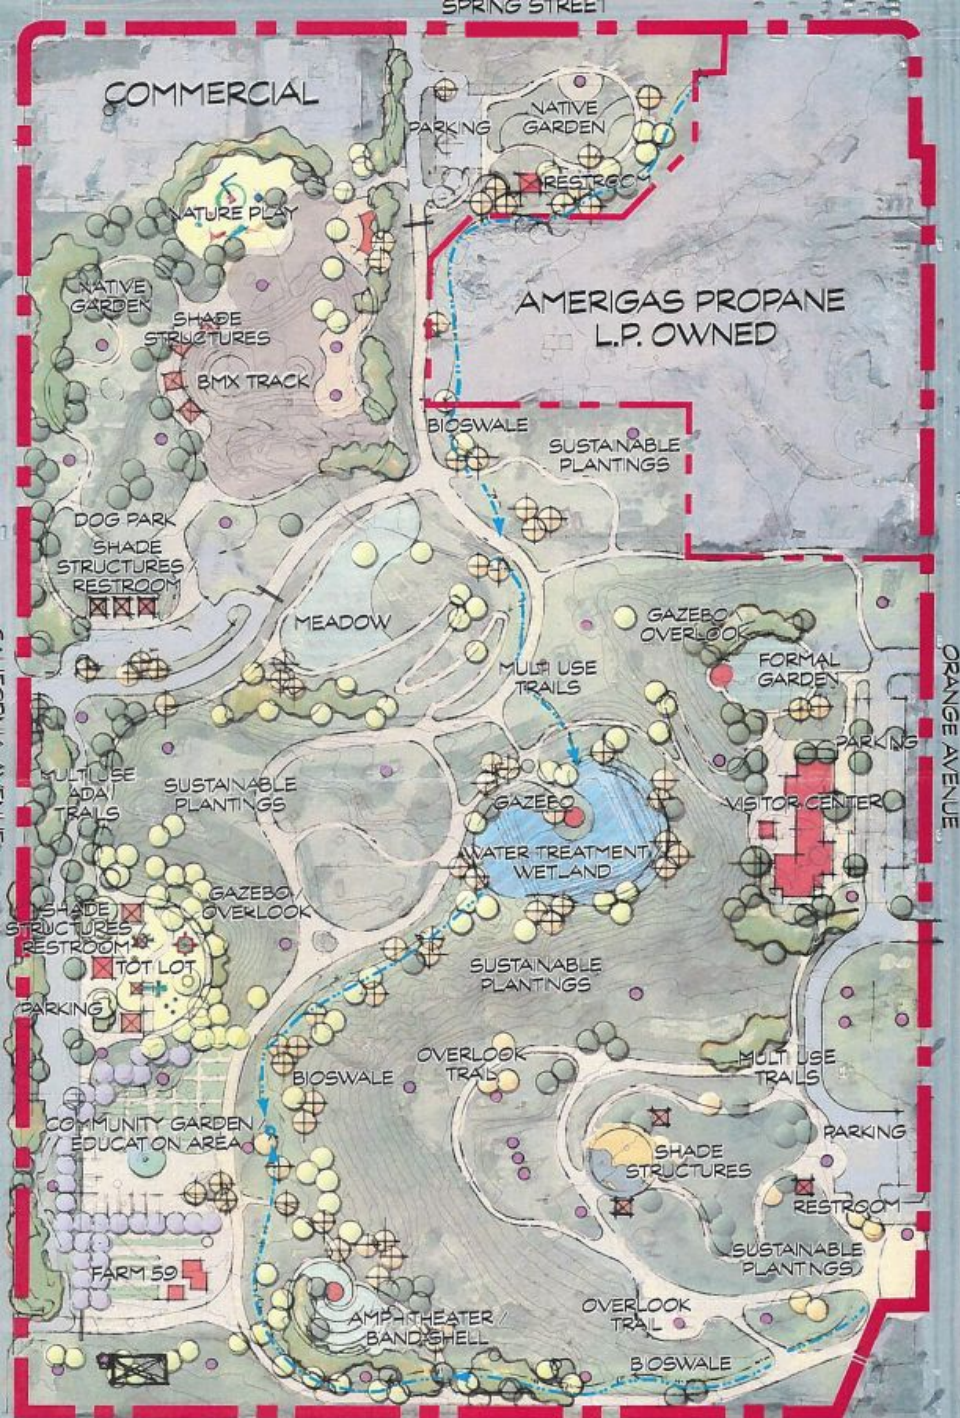 SPRING STREET
COMMERCIAL
PARKING
NATIVE
GARDEN
NATURE PLAY
NATIVE
GARDEN
SHADE
STRUCTURES
BMX TRACK
AMERIGAS PROPANE
L.P. OWNED
BIOSWALE
SUSTAINABLE
PLANTINGS
DOG PARK
SHADE
STRUCTURES /
RESTROOM
MEADOW
GAZEBO /
OVERLOOK
FORMAL
GARDEN
MULTI USE
TRAILS
ORANGE AVENUE
PARKING
MULTI USE
ADA
TRAILS
SUSTAINABLE
PLANTINGS
GAZEBO
VISITOR CENTER
WATER TREATMENT /
WETLAND
GAZEBO /
OVERLOOK
SHADE
STRUCTURES
RESTROOM
TOT LOT
PARKING
SUSTAINABLE
PLANTINGS
OVERLOOK
TRAIL
BIOSWALE
MULTI USE
TRAILS
COMMUNITY GARDEN /
EDUCATION AREA
PARKING
SHADE
STRUCTURES
RESTROOM
SUSTAINABLE
PLANTNGS
FARM 59
AMPHITHEATER /
BAND SHELL
OVERLOOK
TRAIL
BIOSWALE